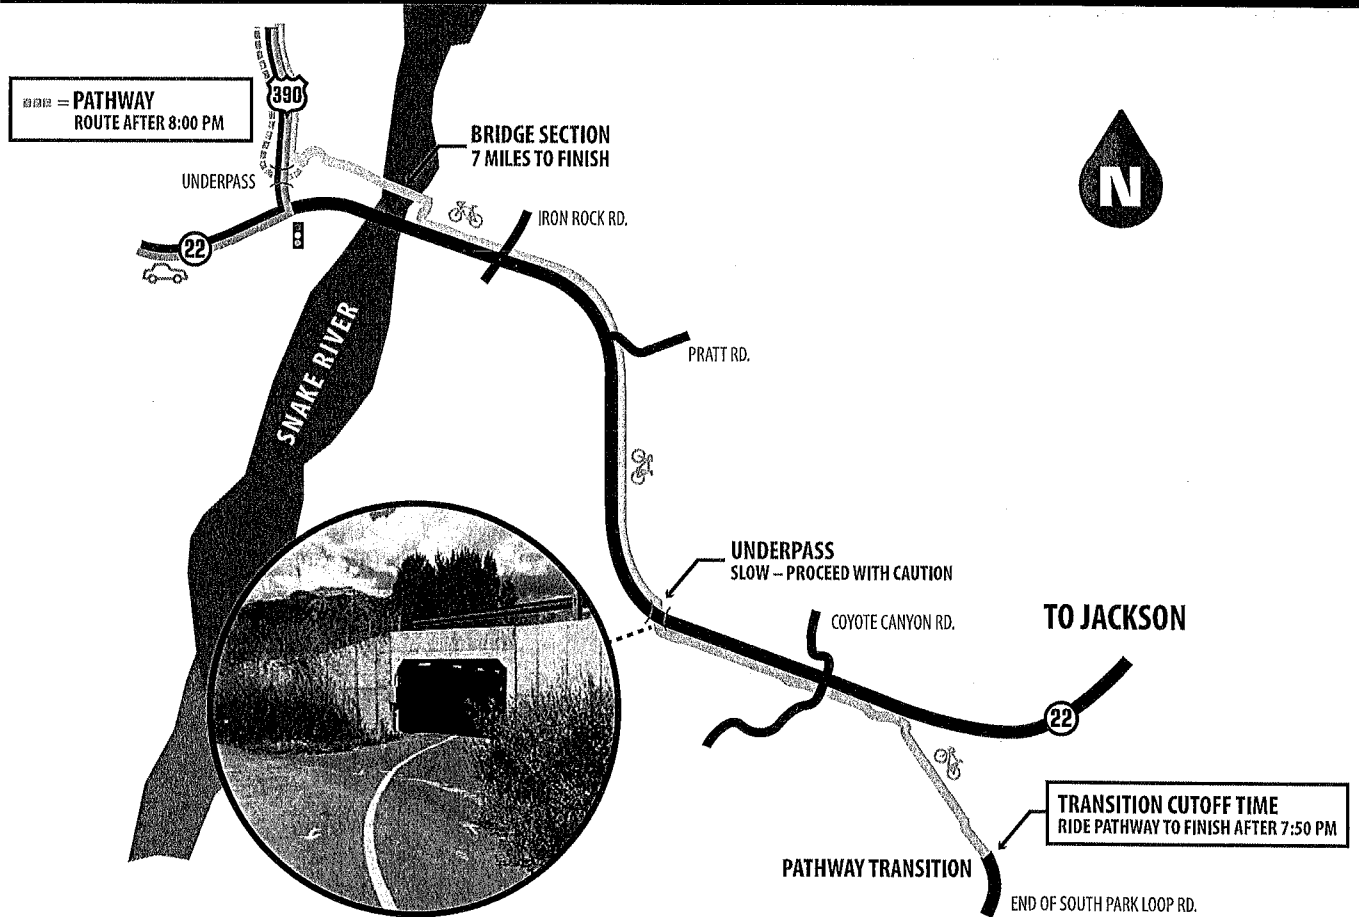 390
= PATHWAY
ROUTE AFTER 8:00 PM
BRIDGE SECTION
7 MILES TO FINISH
N
UNDERPASS
IRON ROCK RD.
22
SNAKE RIVER
PRATT RD.
UNDERPASS
SLOW – PROCEED WITH CAUTION
COYOTE CANYON RD.
TO JACKSON
22
TRANSITION CUTOFF TIME
RIDE PATHWAY TO FINISH AFTER 7:50 PM
PATHWAY TRANSITION
END OF SOUTH PARK LOOP RD.